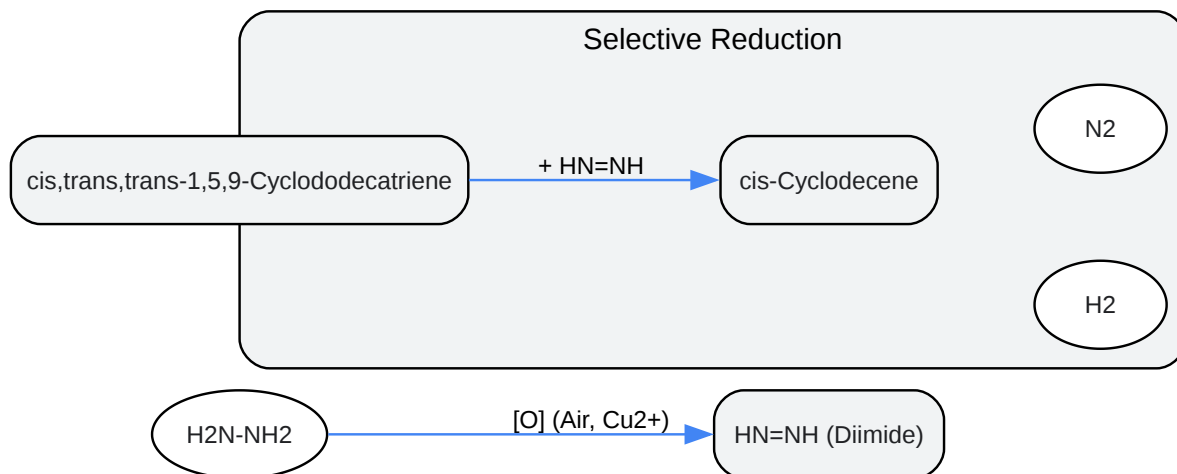 Selective Reduction
N2
cis,trans,trans-1,5,9-Cyclododecatriene
+ HN=NH
cis-Cyclodecene
H2
H2N-NH2
[O] (Air, Cu2+)
HN=NH (Diimide)